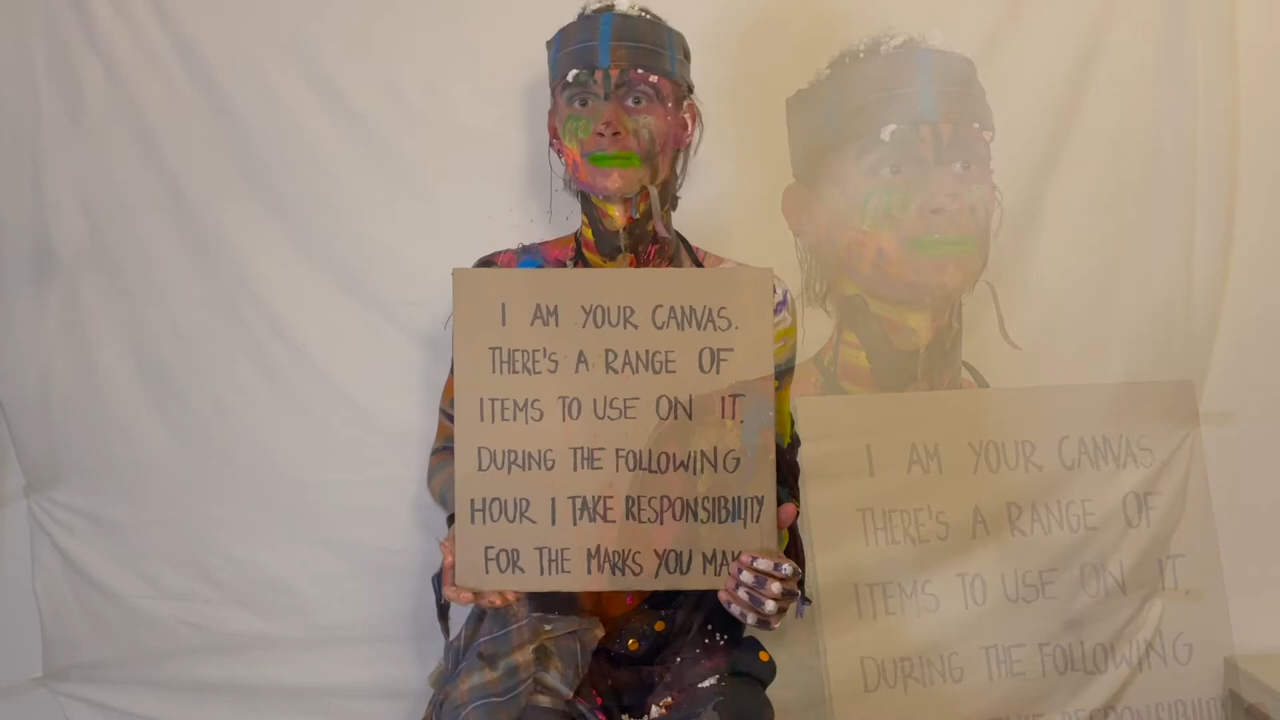 I AM YOUR CANVAS.
THERE'S A RANGE OF
ITEMS TO USE ON IT.
DURING THE FOLLOWING
HOUR I TAKE RESPONSIBILITY
FOR THE MARKS YOU
I AM YOUR CANVAS
THERE'S A RANGE OF
ITEMS TO USE ON IT.
DURING THE FOLLOWING